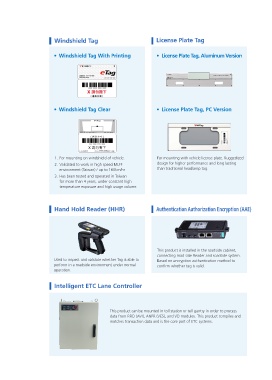 Windshield Tag
• Windshield Tag With Printing
eTag
• Windshield Tag Clear
1. For mounting on windshield of vehicle.
2. Validated to work in high speed MLFF
environment (Taiwan) / up to 180km/hr.
3. Has been tested and operated in Taiwan
for more than 4 years, under constant high
temperature exposure and high usage volume.
License Plate Tag
• License Plate Tag, Aluminum Version
• License Plate Tag, PC Version
For mounting with vehicle license plate. Ruggedized
design for higher performance and long lasting
than traditional headlamp tag.
Hand Hold Reader (HHR)
Used to inspect and validate whether Tag is able to
perform in a roadside environment under normal
operation.
Authentication Authorization Encryption (AAE)
This product is installed in the roadside cabinet,
connecting road side Reader and roadside system.
Based on encryption authentication method to
confirm whether tag is valid.
Intelligent ETC Lane Controller
This product can be mounted in toll station or toll gantry in order to process
data from RFID (AVI), ANPR (VES), and VD modules. This product compiles and
matches transaction data and is the core part of ETC systems.